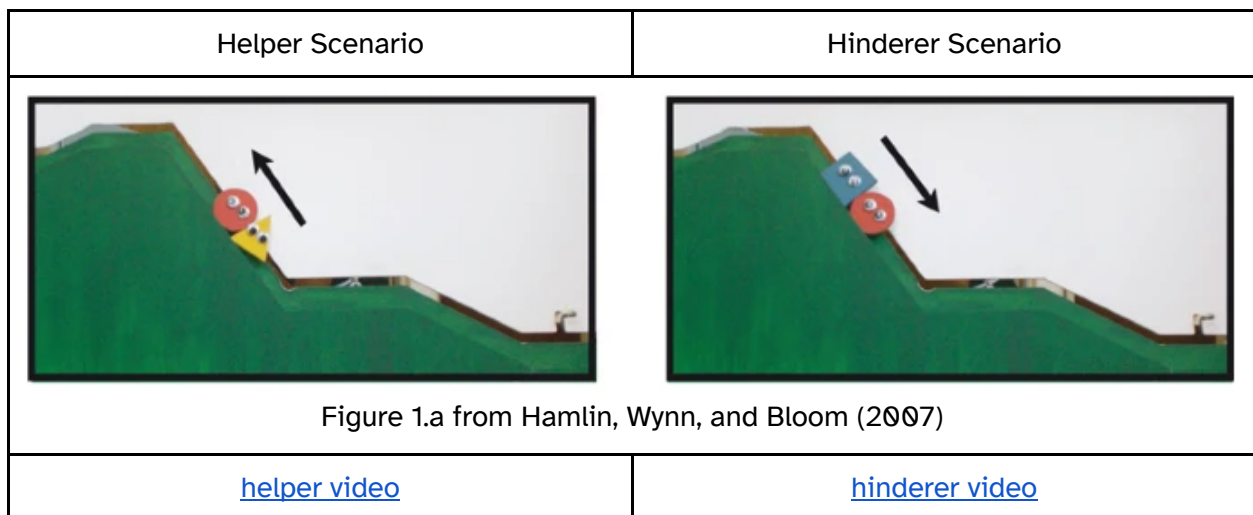 Helper Scenario
Hinderer Scenario
Figure 1.a from Hamlin, Wynn, and Bloom (2007)
helper video
hinderer video